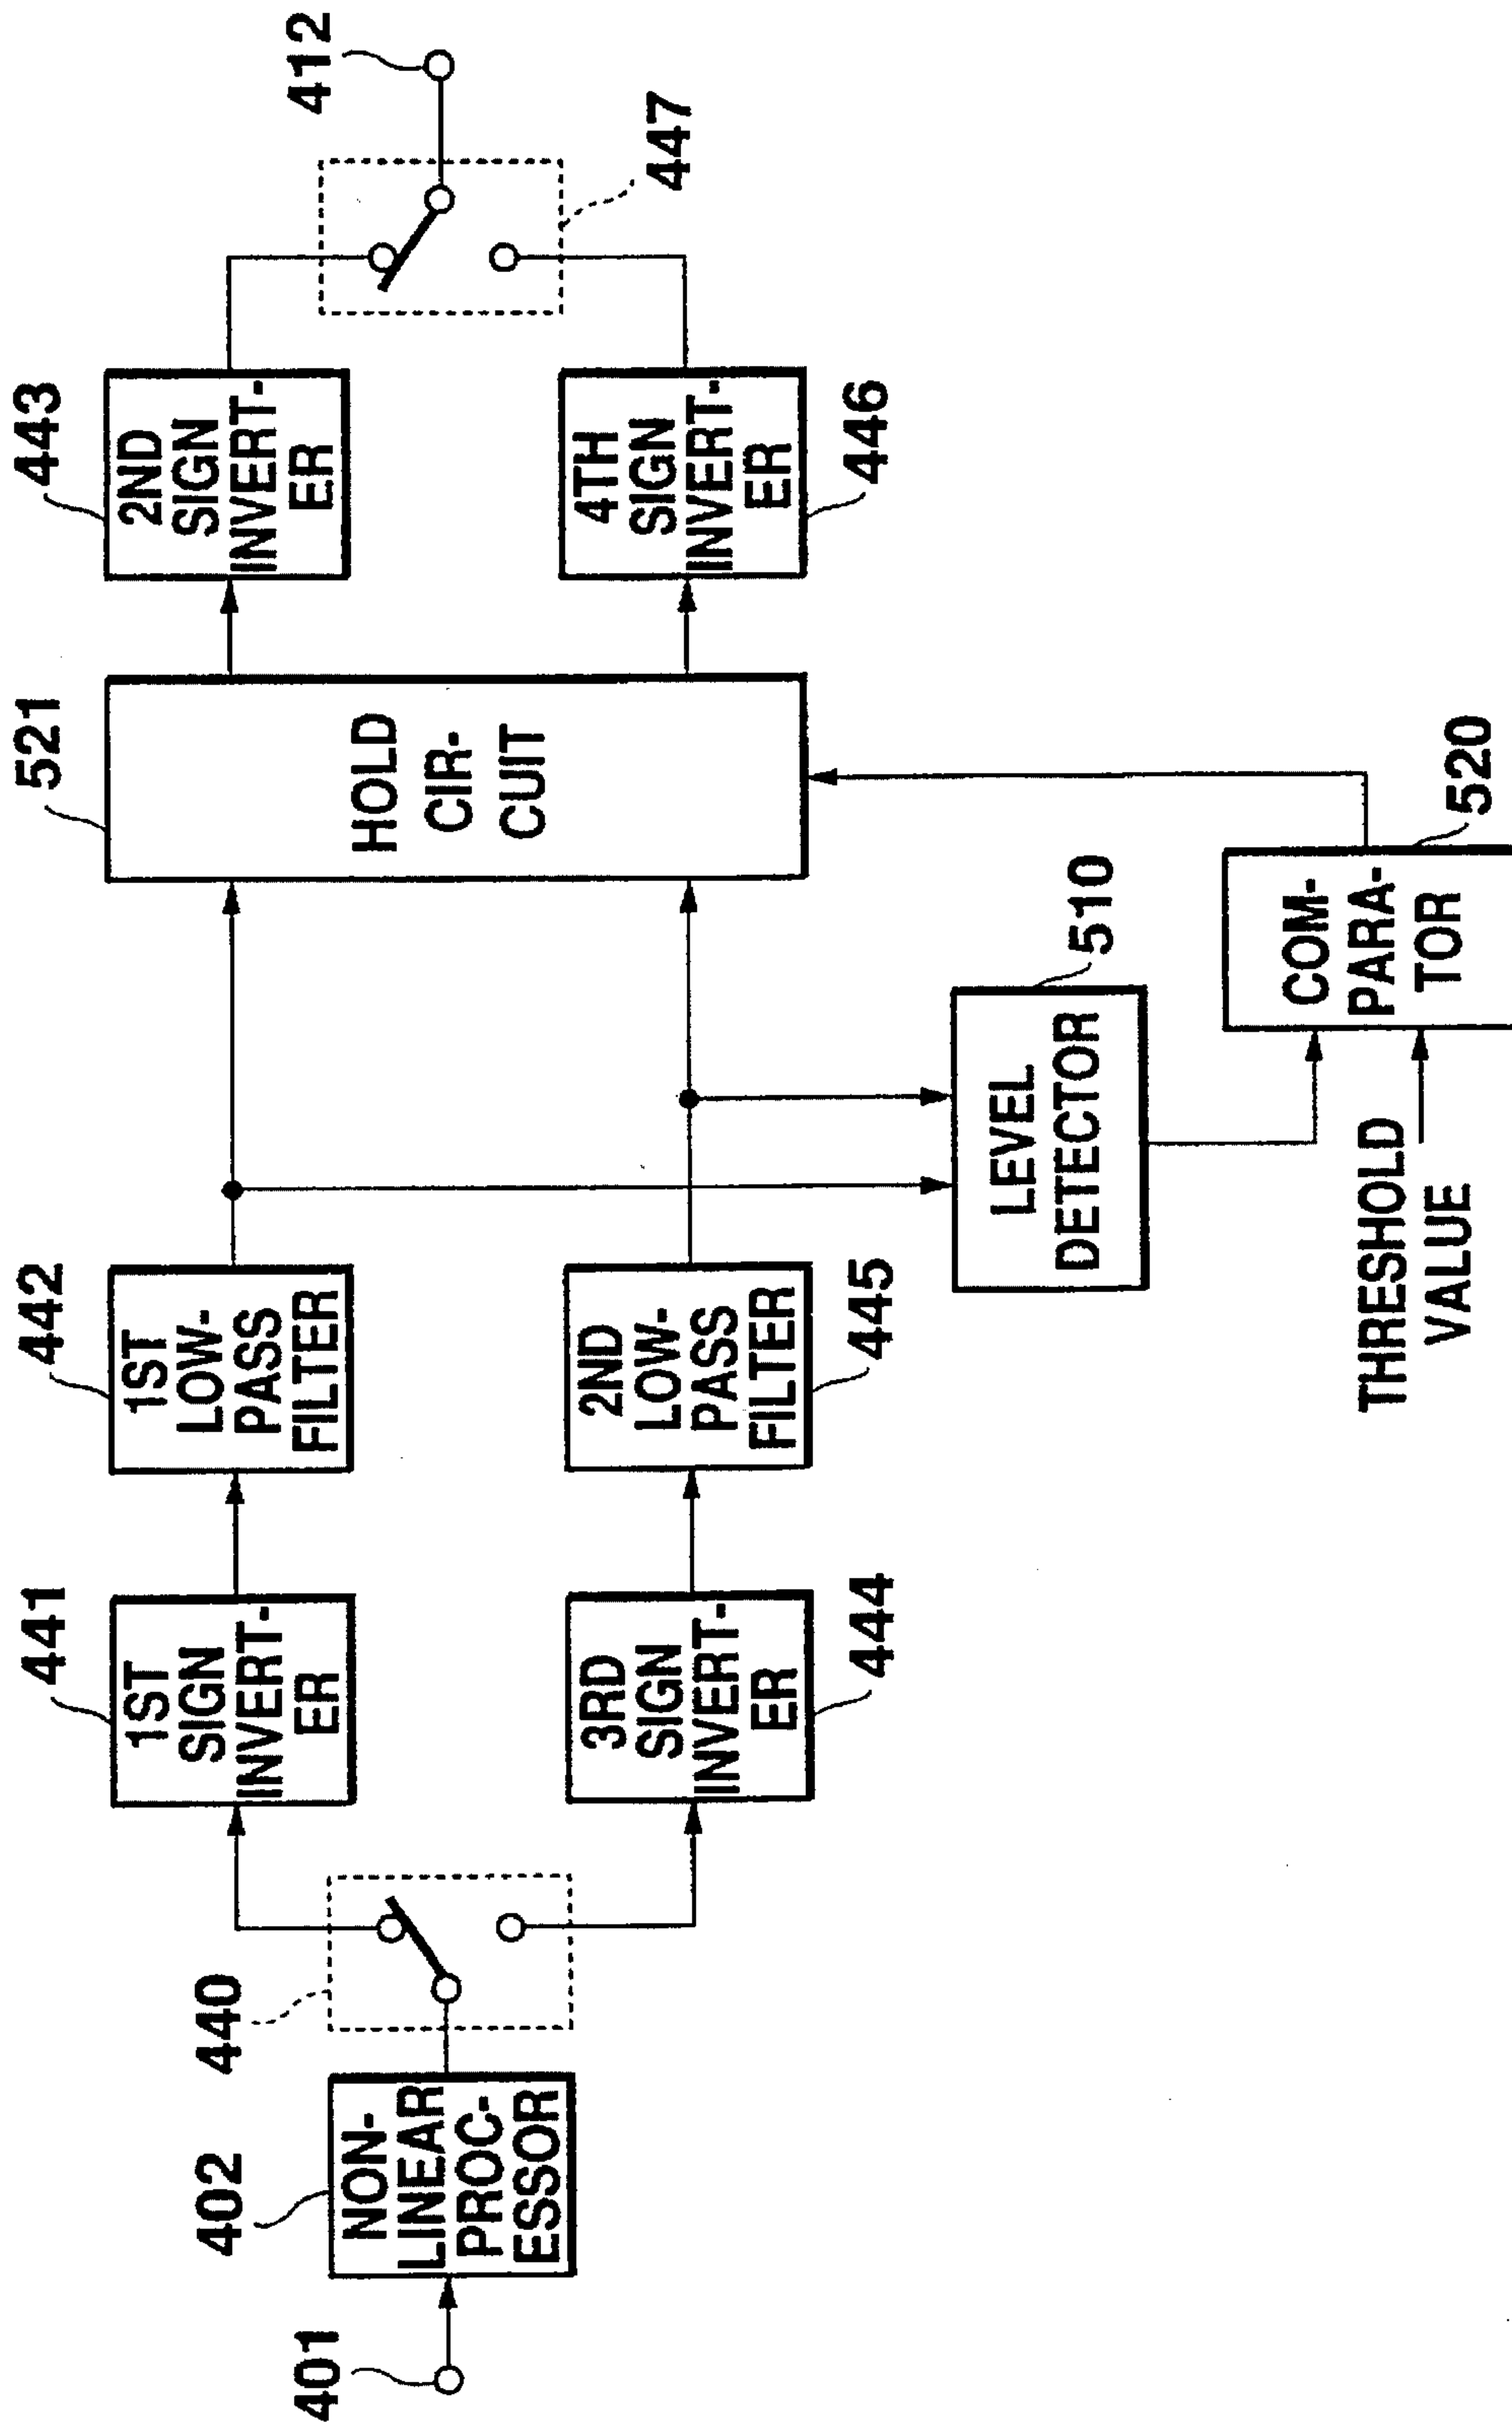 401
402
NON-
LINEAR
PROC-
ESSOR
440
441
1ST
SIGN
INVERT-
ER
442
1ST
LOW-
PASS
FILTER
3RD
SIGN
INVERT-
ER
444
2ND
LOW-
PASS
FILTER
445
521
HOLD
CIR-
CUIT
LEVEL
DETECTOR
510
THRESHOLD
VALUE
COM-
PARA-
TOR
520
443
2ND
SIGN
INVERT-
ER
4TH
SIGN
INVERT-
ER
446
412
447